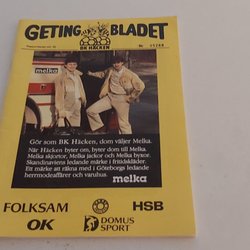 GETING BLADET
BK HÄCKEN
Nr
melka
Gör som BK Häcken, dom väljer Melka.
När Häcken byter om, byter dom till Melka.
Melka skjortor, Melka jackor och Melka byxor.
Skandinaviens ledande märke i fritidskläder.
Ett märke att räkna med i Göteborgs ledande
herrmodeaffärer och varuhus.
melka
FOLKSAM
HSB
OK
DOMUS
SPORT